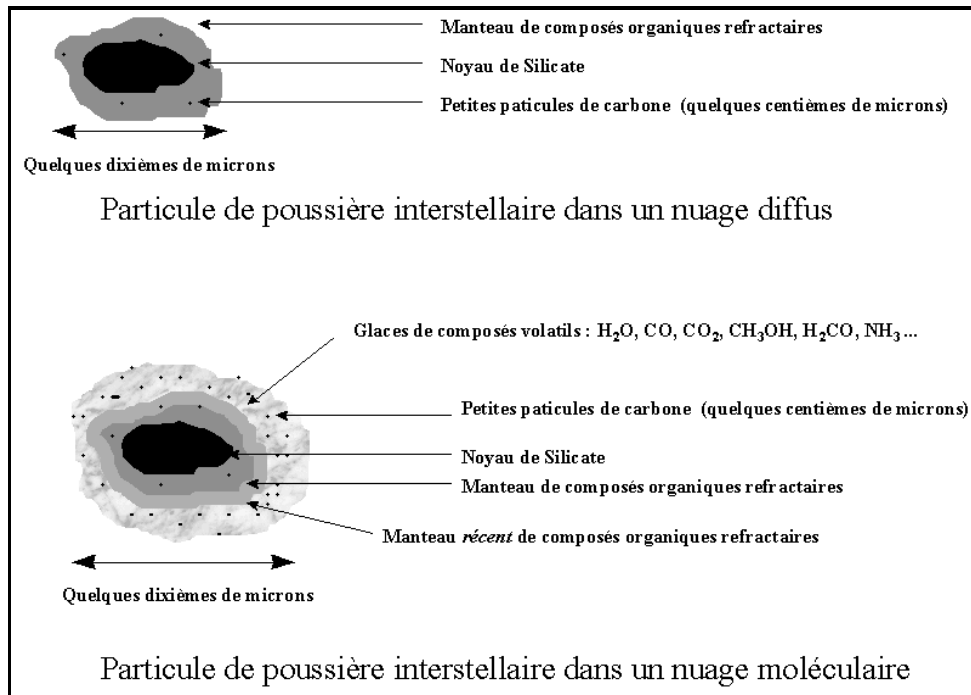 Manteau de composés organiques refractaires
Noyau de Silicate
Petites paticules de carbone (quelques centièmes de microns)
Quelques dixièmes de microns
Particule de poussière interstellaire dans un nuage diffus
Glaces de composés volatils : H₂O, CO, CO₂, CH₃OH, H₂CO, NH₃ ...
Petites paticules de carbone (quelques centièmes de microns)
Noyau de Silicate
Manteau de composés organiques refractaires
Manteau récent de composés organiques refractaires
Quelques dixièmes de microns
Particule de poussière interstellaire dans un nuage moléculaire